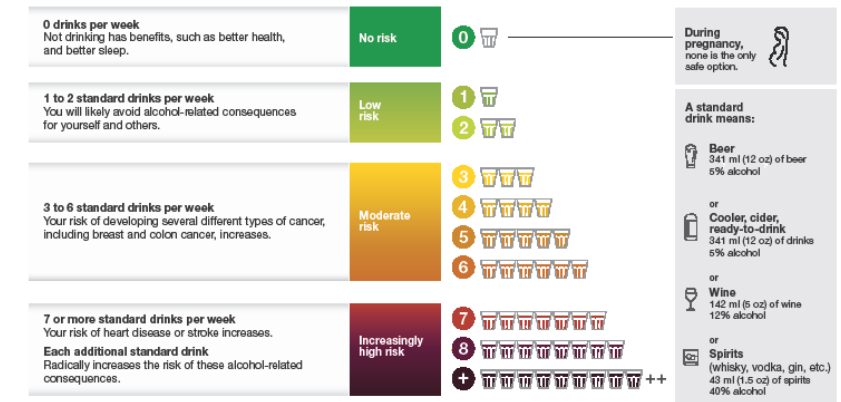 0 drinks per week
Not drinking has benefits, such as better health,
and better sleep.
No risk
0
During
pregnancy,
none is the only
safe option.
1 to 2 standard drinks per week
You will likely avoid alcohol-related consequences
for yourself and others.
Low
risk
1
2
3 to 6 standard drinks per week
Your risk of developing several different types of cancer,
including breast and colon cancer, increases.
Moderate
risk
3
4
5
6
7 or more standard drinks per week
Your risk of heart disease or stroke increases.
Each additional standard drink
Radically increases the risk of these alcohol-related
consequences.
Increasingly
high risk
7
8
+
++
A standard
drink means:
Beer
341 ml (12 oz) of beer
5% alcohol
or
Cooler, cider,
ready-to-drink
341 ml (12 oz) of drinks
5% alcohol
or
Wine
142 ml (5 oz) of wine
12% alcohol
or
Spirits
(whisky, vodka, gin, etc.)
43 ml (1.5 oz) of spirits
40% alcohol